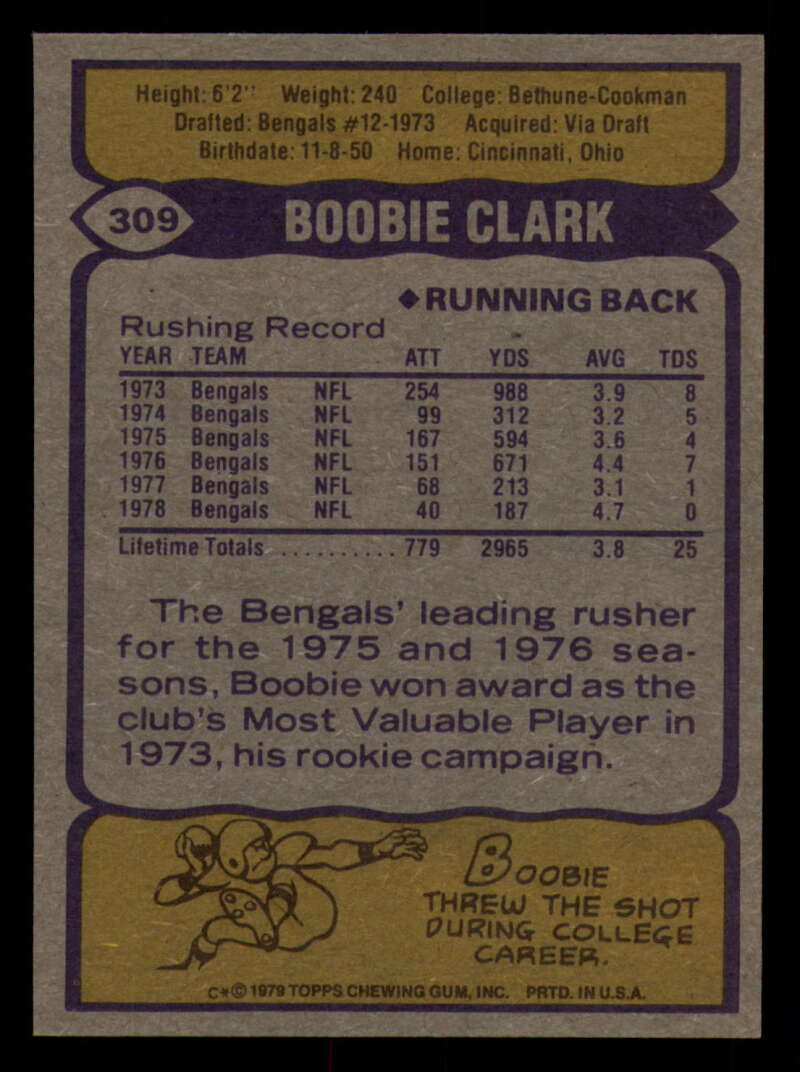 Height: 6'2" Weight: 240 College: Bethune-Cookman
Drafted: Bengals #12-1973 Acquired: Via Draft
Birthdate: 11-8-50 Home: Cincinnati, Ohio
309 BOOBIE CLARK
◆ RUNNING BACK
Rushing Record
YEAR TEAM ATT YDS AVG TDS
1973 Bengals NFL 254 988 3.9 8
1974 Bengals NFL 99 312 3.2 5
1975 Bengals NFL 167 594 3.6 4
1976 Bengals NFL 151 671 4.4 7
1977 Bengals NFL 68 213 3.1 1
1978 Bengals NFL 40 187 4.7 0
Lifetime Totals .......... 779 2965 3.8 25
The Bengals' leading rusher
for the 1975 and 1976 sea-
sons, Boobie won award as the
club's Most Valuable Player in
1973, his rookie campaign.
BOOBIE
THREW THE SHOT
DURING COLLEGE
CAREER.
C*© 1979 TOPPS CHEWING GUM, INC. PRTD. IN U.S.A.